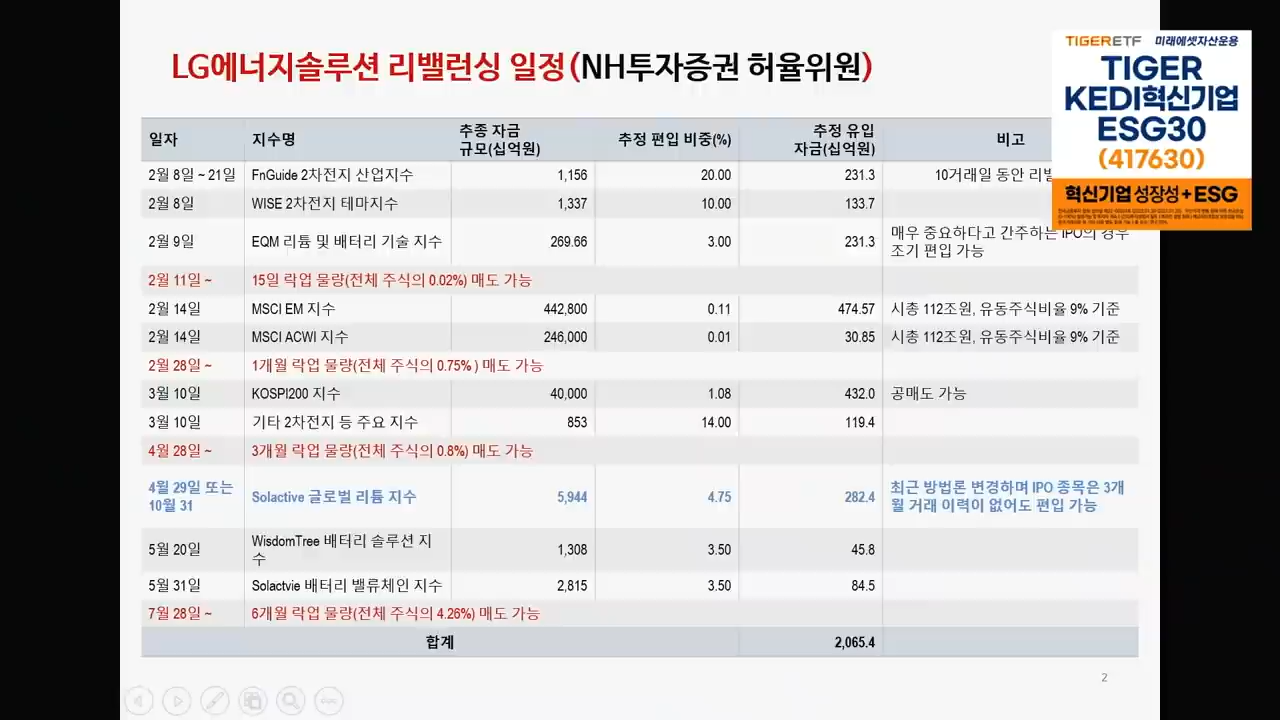 LG에너지솔루션 리밸런싱 일정(NH투자증권 허율위원)
TIGERETF 미래에셋자산운용
TIGER
KEDI혁신기업
ESG30
(417630)
혁신기업 성장성+ESG
일자 지수명 추종 자금 규모(십억원) 추정 편입 비중(%) 추정 유입 자금(십억원) 비고
2월 8일 ~ 21일 FnGuide 2차전지 산업지수 1,156 20.00 231.3 10거래일 동안
2월 8일 WISE 2차전지 테마지수 1,337 10.00 133.7
2월 9일 EQM 리튬 및 배터리 기술 지수 269.66 3.00 231.3 매우 중요하다고 간주하는 IPO의 경우
조기 편입 가능
2월 11일 ~ 15일 락업 물량(전체 주식의 0.02%) 매도 가능
2월 14일 MSCI EM 지수 442,800 0.11 474.57 시총 112조원, 유동주식비율 9% 기준
2월 14일 MSCI ACWI 지수 246,000 0.01 30.85 시총 112조원, 유동주식비율 9% 기준
2월 28일 ~ 1개월 락업 물량(전체 주식의 0.75% ) 매도 가능
3월 10일 KOSPI200 지수 40,000 1.08 432.0 공매도 가능
3월 10일 기타 2차전지 등 주요 지수 853 14.00 119.4
4월 28일 ~ 3개월 락업 물량(전체 주식의 0.8%) 매도 가능
4월 29일 또는
10월 31 Solactive 글로벌 리튬 지수 5,944 4.75 282.4 최근 방법론 변경하며 IPO 종목은 3개
월 거래 이력이 없어도 편입 가능
5월 20일 WisdomTree 배터리 솔루션 지
수 1,308 3.50 45.8
5월 31일 Solactvie 배터리 밸류체인 지수 2,815 3.50 84.5
7월 28일 ~ 6개월 락업 물량(전체 주식의 4.26%) 매도 가능
합계 2,065.4
2